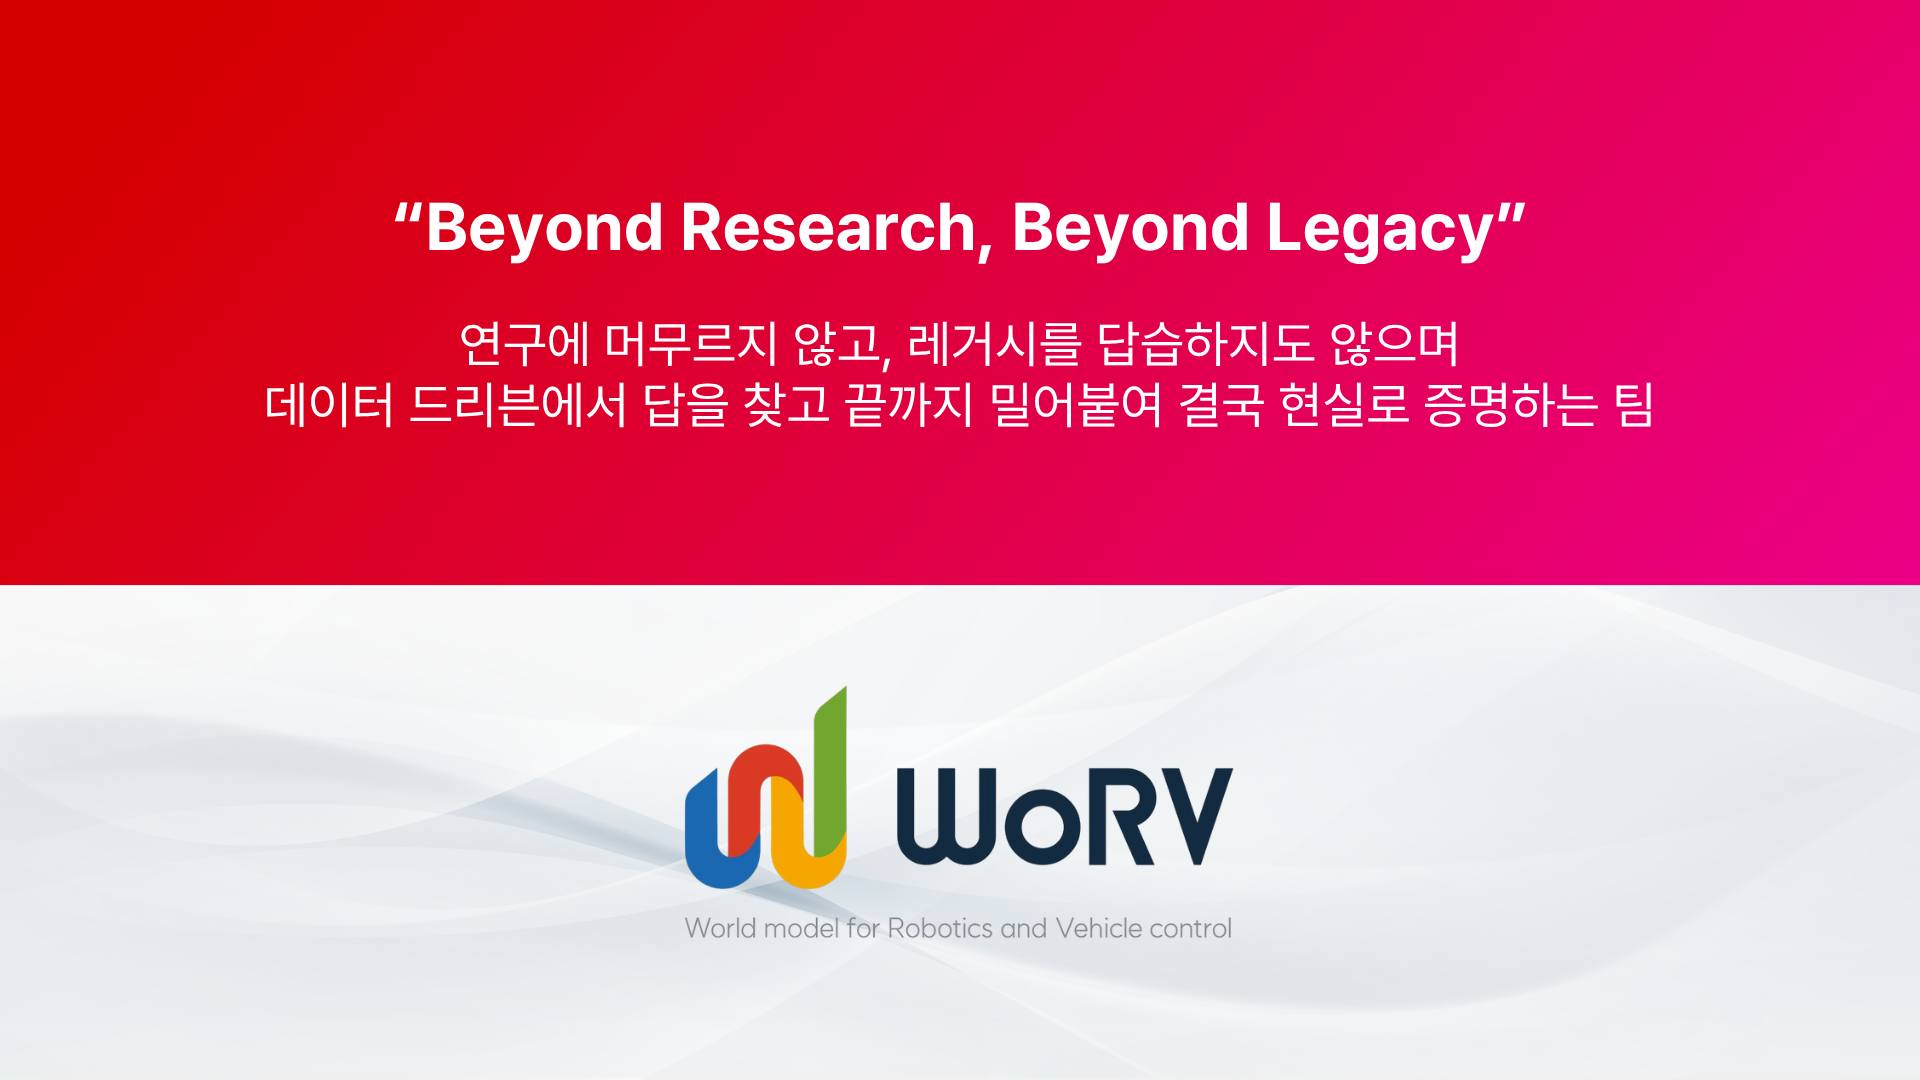 “Beyond Research, Beyond Legacy”
연구에 머무르지 않고, 레거시를 답습하지도 않으며
데이터 드리븐에서 답을 찾고 끝까지 밀어붙여 결국 현실로 증명하는 팀
WoRV
World model for Robotics and Vehicle control